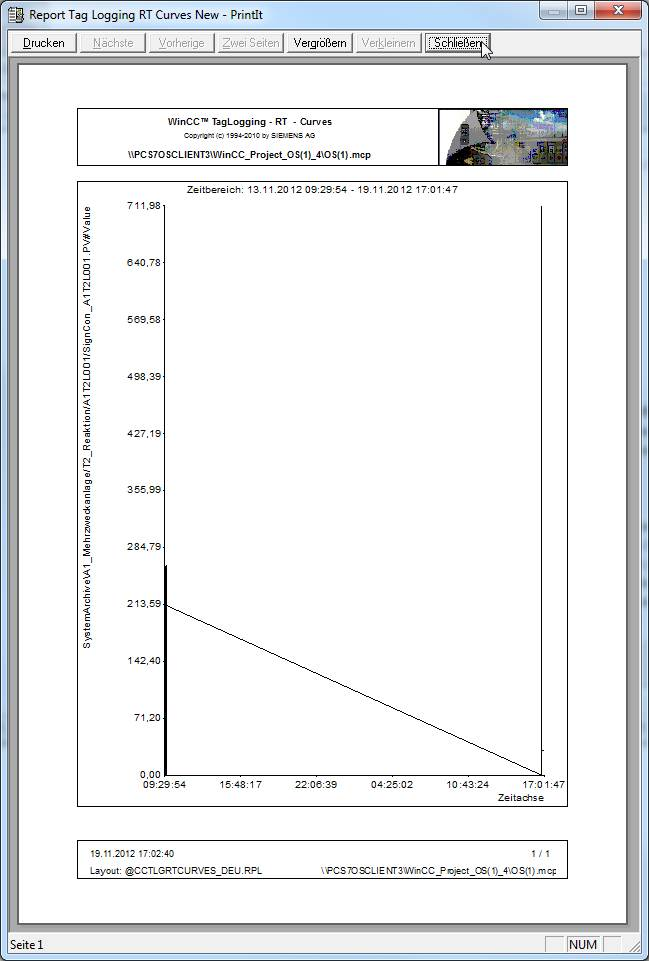 Report Tag Logging RT Curves New - PrintIt
Drucken
Nächste
Vorherige
Zwei Seiten
Vergrößern
Verkleinern
Schließen
WinCC™ TagLogging - RT - Curves
Copyright (c) 1994-2010 by SIEMENS AG
\\PCS7OSCLIENT3\WinCC_Project_OS(1)_4\OS(1).mcp
Zeitbereich: 13.11.2012 09:29:54 - 19.11.2012 17:01:47
SystemArchive\A1_Mehrzweckanlage/T2_Reaktion/A1T2L001/SignCon_A1T2L001.PV#Value
711,98
640,78
569,58
498,39
427,19
355,99
284,79
213,59
142,40
71,20
0,00
09:29:54 15:48:17 22:06:39 04:25:02 10:43:24 17:01:47
Zeitachse
19.11.2012 17:02:40 1 / 1
Layout: @CCTLGRTCURVES_DEU.RPL \\PCS7OSCLIENT3\WinCC_Project_OS(1)_4\OS(1).mcp
Seite 1 NUM